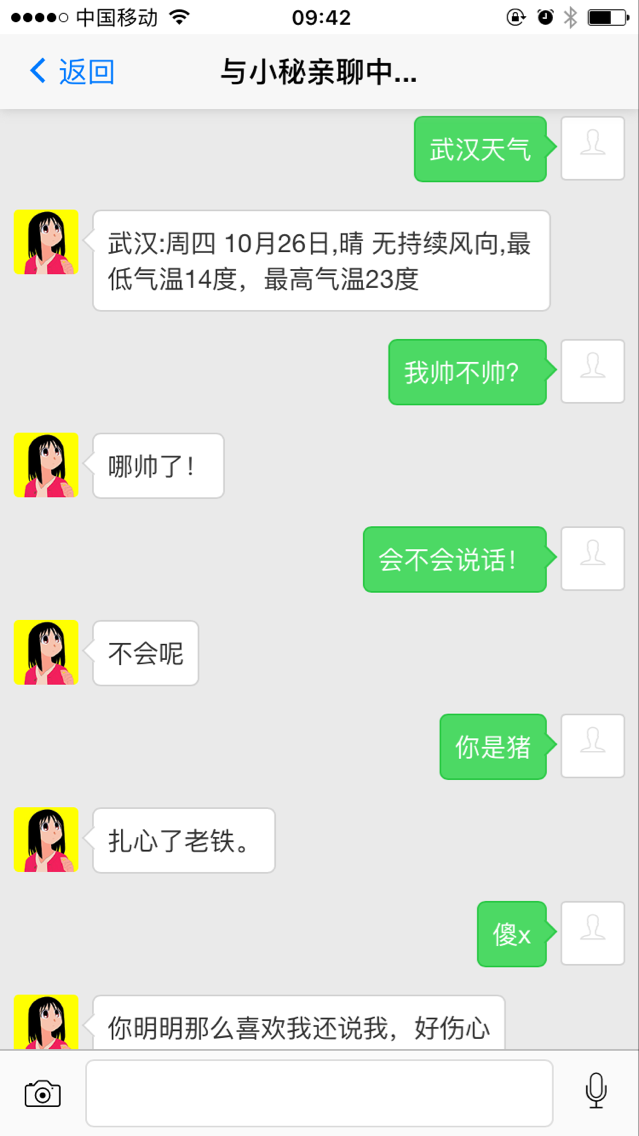 中国移动 09:42
返回 与小秘亲聊中...
武汉天气
武汉:周四 10月26日,晴 无持续风向,最
低气温14度，最高气温23度
我帅不帅？
哪帅了！
会不会说话！
不会呢
你是猪
扎心了老铁。
傻x
你明明那么喜欢我还说我，好伤心